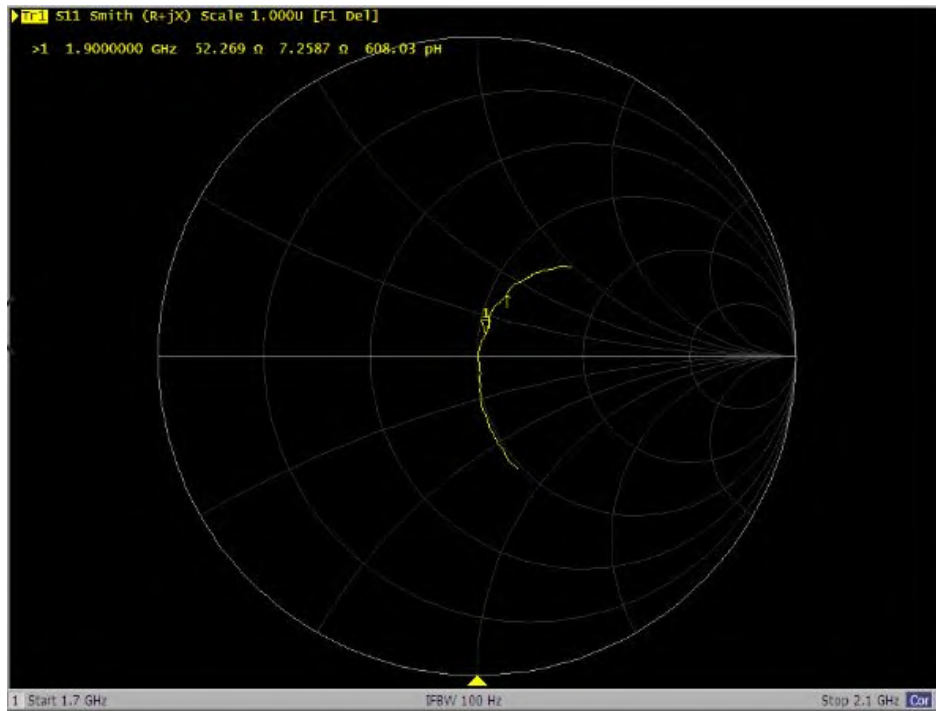 Tr1 S11 Smith (R+jX) Scale 1.000U [F1 Del]
>1 1.9000000 GHz 52.269 Ω 7.2587 Ω 608.03 pH
1
1 Start 1.7 GHz IFBW 100 Hz Stop 2.1 GHz Cor